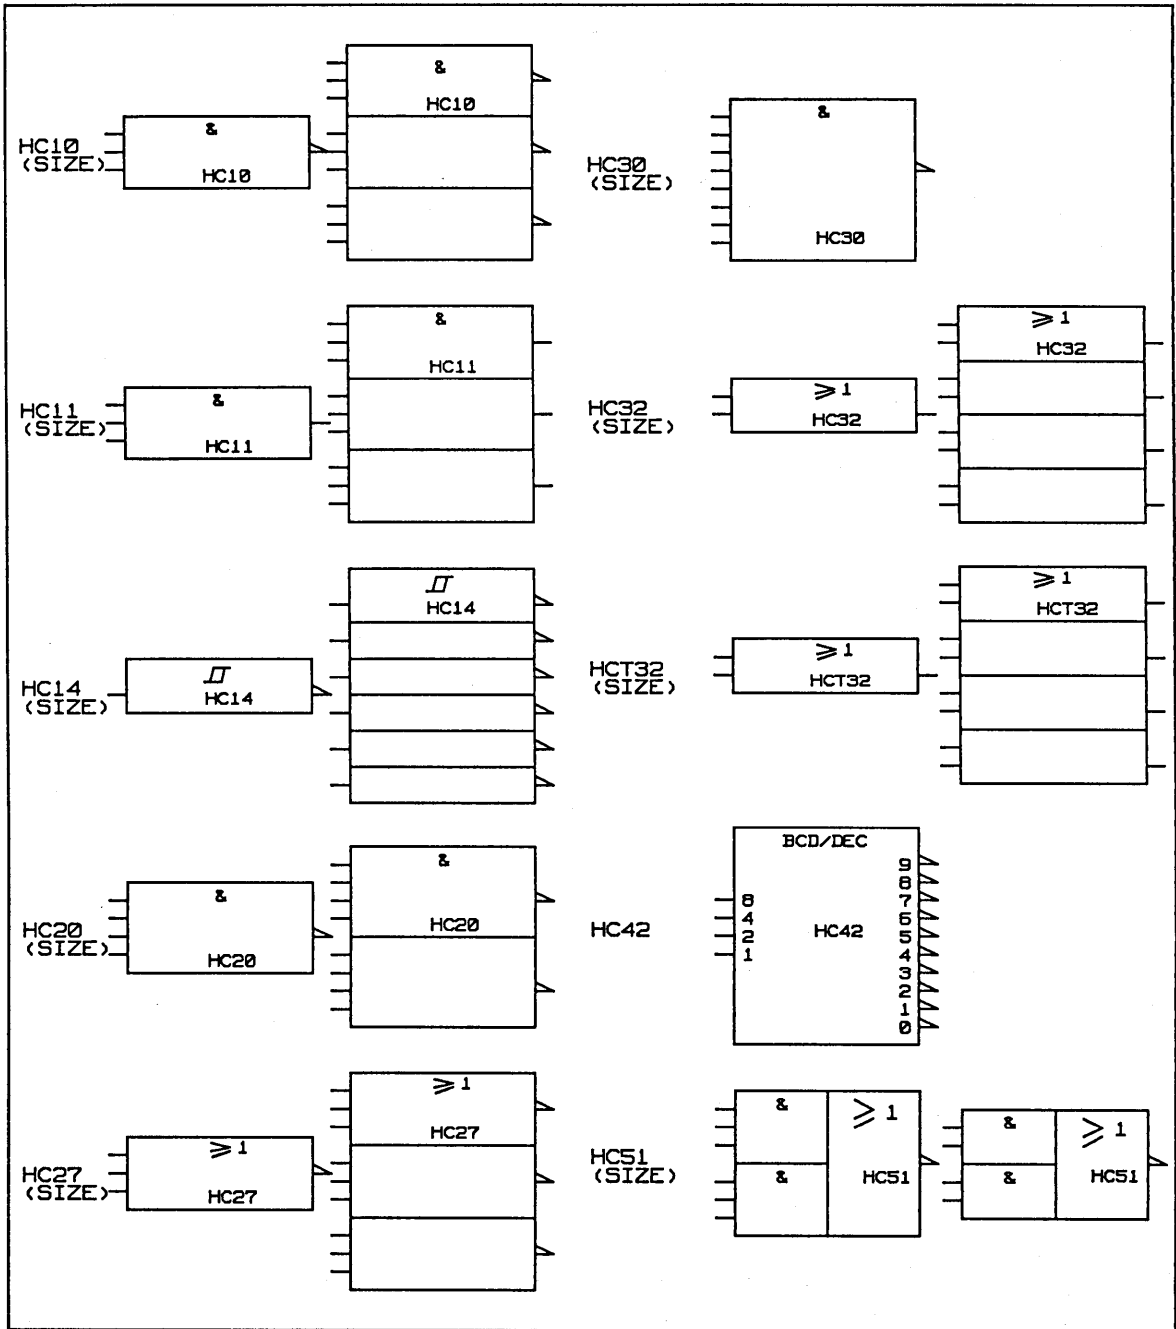 &
HC10
HC10
(SIZE)
&
HC10
HC30
(SIZE)
&
HC30
HC11
(SIZE)
&
HC11
&
HC11
HC32
(SIZE)
≥ 1
HC32
≥ 1
HC32
HC14
(SIZE)
HC14
HC14
HCT32
(SIZE)
≥ 1
HCT32
≥ 1
HCT32
HC20
(SIZE)
&
HC20
&
HC20
HC42
BCD/DEC
8
4
2
1
HC42
9
8
7
6
5
4
3
2
1
0
HC27
(SIZE)
≥ 1
HC27
≥ 1
HC27
HC51
(SIZE)
&
&
≥ 1
HC51
&
&
≥ 1
HC51